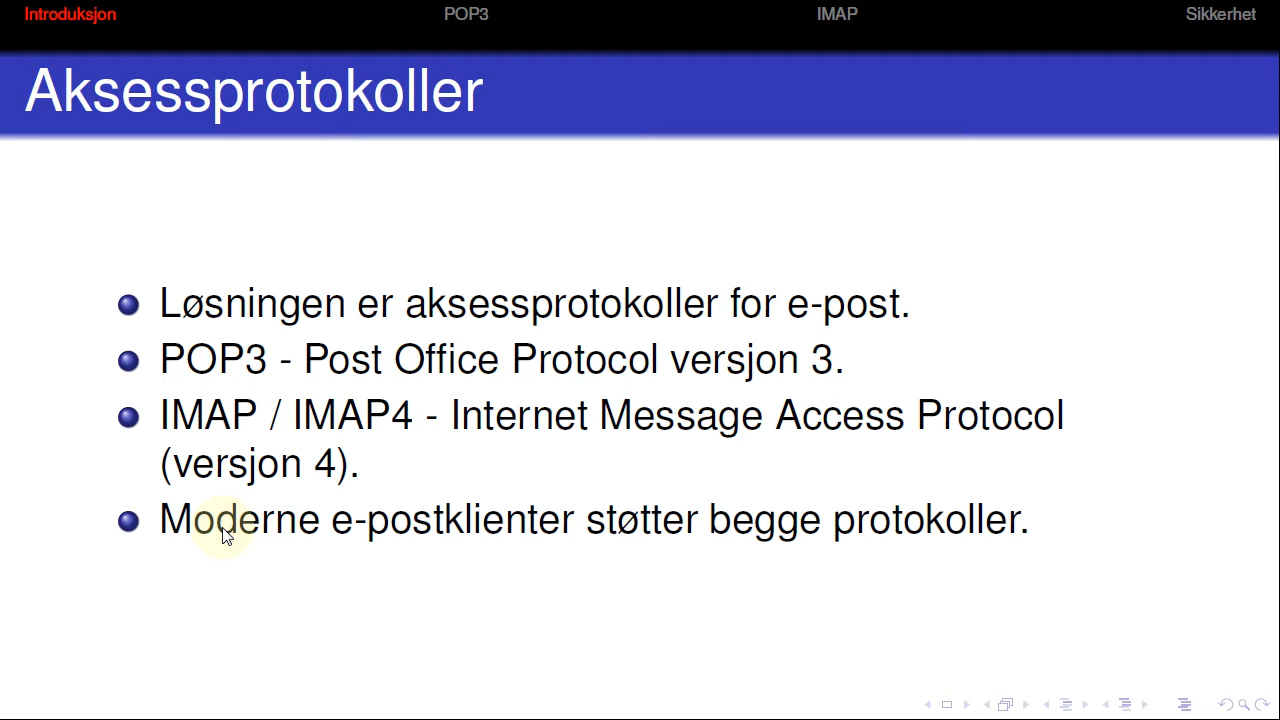 Introduksjon POP3 IMAP Sikkerhet
Aksessprotokoller
Løsningen er aksessprotokoller for e-post.
POP3 - Post Office Protocol versjon 3.
IMAP / IMAP4 - Internet Message Access Protocol
(versjon 4).
Moderne e-postklienter støtter begge protokoller.